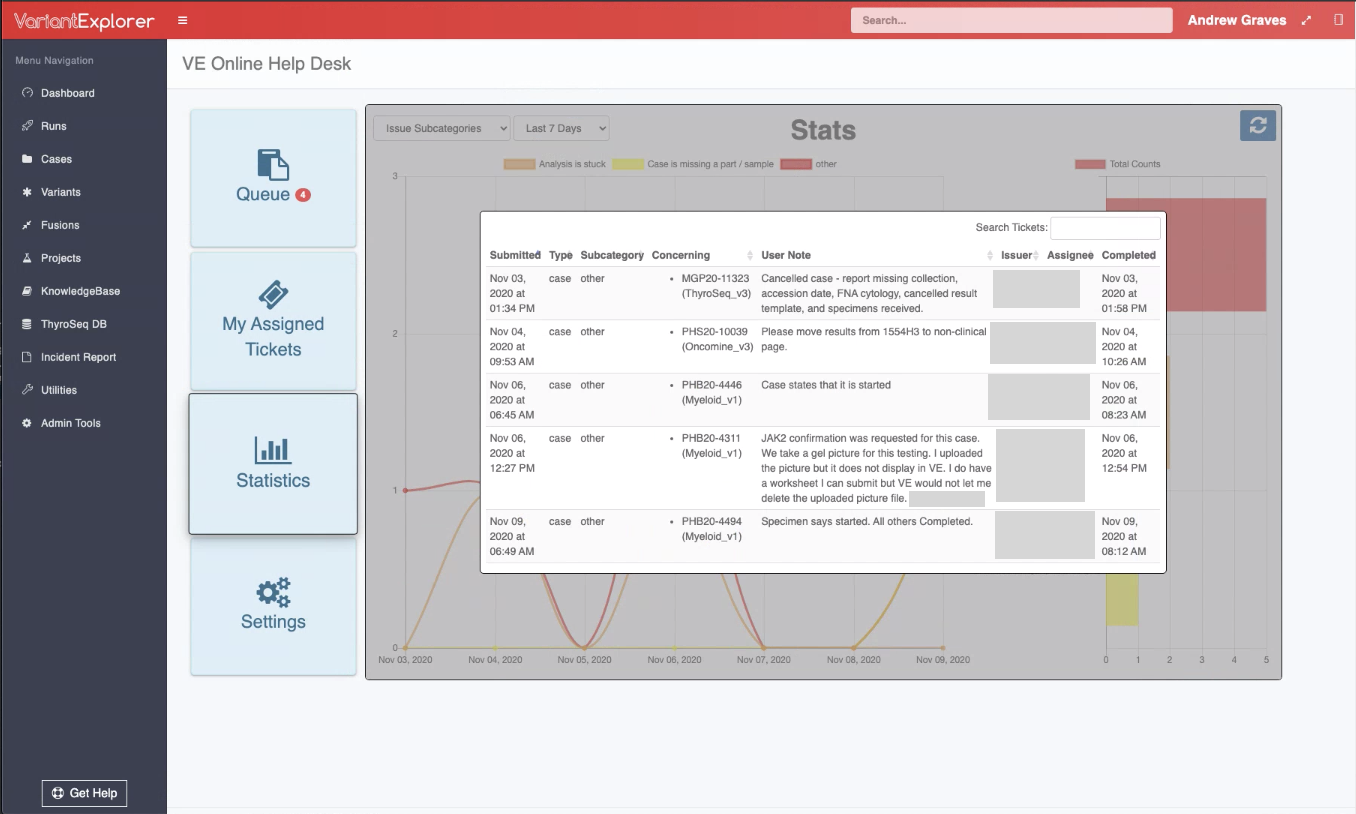 VariantExplorer
Search...
Andrew Graves
Menu Navigation
Dashboard
Runs
Cases
Variants
Fusions
Projects
KnowledgeBase
ThyroSeq DB
Incident Report
Utilities
Admin Tools
Get Help
VE Online Help Desk
Queue 4
My Assigned
Tickets
Statistics
Settings
Issue Subcategories
Last 7 Days
Stats
Analysis is stuck
Case is missing a part / sample
other
Total Counts
3
2
1
0
Nov 03, 2020
Nov 04, 2020
Nov 05, 2020
Nov 06, 2020
Nov 07, 2020
Nov 08, 2020
Nov 09, 2020
0 1 2 3 4 5
Search Tickets:
Submitted Type Subcategory Concerning User Note Issuer Assignee Completed
Nov 03, case other • MGP20-11323 Cancelled case - report missing collection, Nov 03,
2020 at (ThyroSeq_v3) accession date, FNA cytology, cancelled result 2020 at
01:34 PM template, and specimens received. 01:58 PM
Nov 04, case other • PHS20-10039 Please move results from 1554H3 to non-clinical Nov 04,
2020 at (Oncomine_v3) page. 2020 at
09:53 AM 10:26 AM
Nov 06, case other • PHB20-4446 Case states that it is started Nov 06,
2020 at (Myeloid_v1) 2020 at
06:45 AM 08:23 AM
Nov 06, case other • PHB20-4311 JAK2 confirmation was requested for this case. Nov 06,
2020 at (Myeloid_v1) We take a gel picture for this testing. I uploaded 2020 at
12:27 PM the picture but it does not display in VE. I do have 12:54 PM
a worksheet I can submit but VE would not let me
delete the uploaded picture file.
Nov 09, case other • PHB20-4494 Specimen says started. All others Completed. Nov 09,
2020 at (Myeloid_v1) 2020 at
06:49 AM 08:12 AM